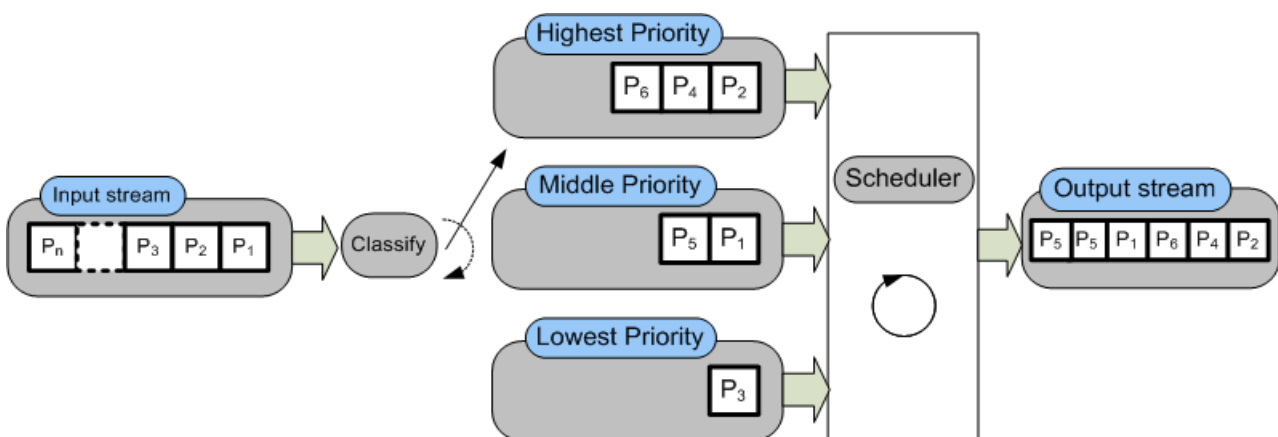 Highest Priority
P6 P4 P2
Input stream
Pn P3 P2 P1
Classify
Middle Priority
P5 P1
Lowest Priority
P3
Scheduler
Output stream
P5 P5 P1 P6 P4 P2